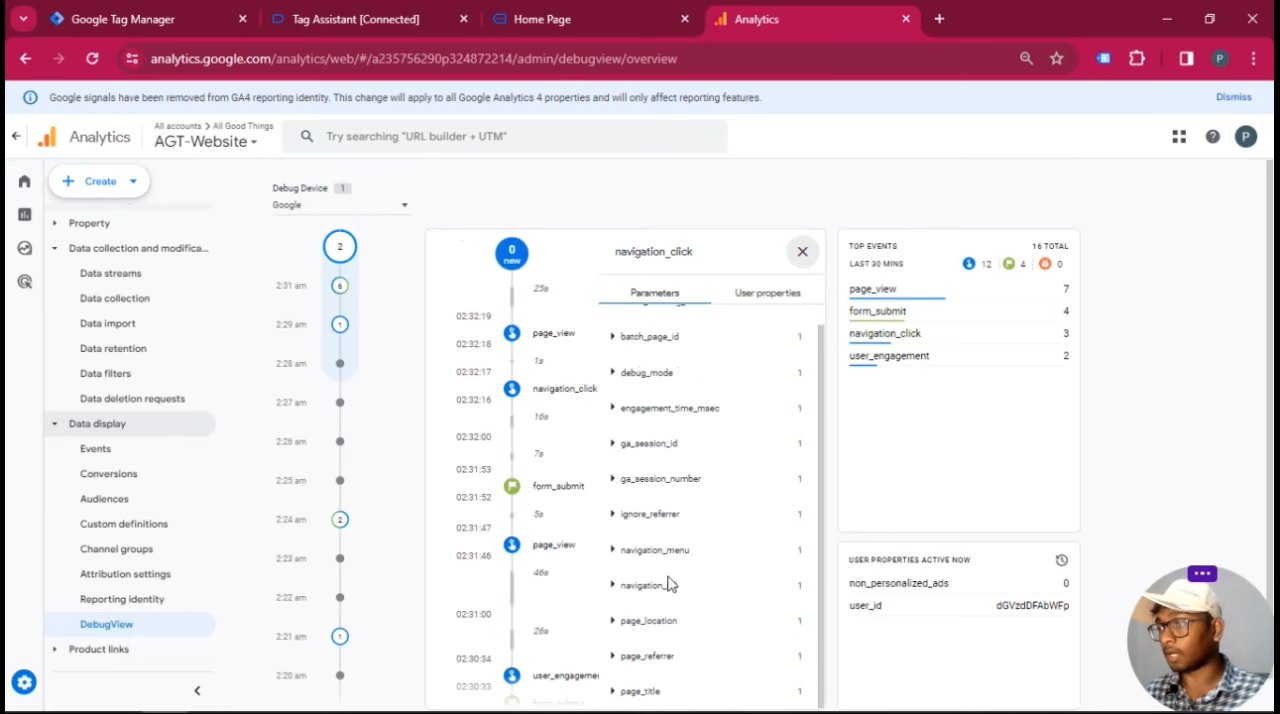 Google Tag Manager
Tag Assistant [Connected]
Home Page
Analytics
analytics.google.com/analytics/web/#/a235756290p324872214/admin/debugview/overview
P
Google signals have been removed from GA4 reporting identity. This change will apply to all Google Analytics 4 properties and will only affect reporting features.
Dismiss
Analytics
All accounts > All Good Things
AGT-Website
Try searching "URL builder + UTM"
P
Create
Property
Data collection and modifica...
Data streams
Data collection
Data import
Data retention
Data filters
Data deletion requests
Data display
Events
Conversions
Audiences
Custom definitions
Channel groups
Attribution settings
Reporting identity
DebugView
Product links
Debug Device 1
Google
2
2:31 am 6
2:29 am 1
2:28 am
2:27 am
2:26 am
2:25 am
2:24 am 2
2:23 am
2:22 am
2:21 am 1
2:20 am
0
new
25s
02:32:19
page_view
02:32:18
1s
02:32:17
navigation_click
02:32:16
16s
02:32:00
7s
02:31:53
form_submit
02:31:52
5s
02:31:47
page_view
02:31:46
46s
02:31:00
26s
02:30:34
user_engagemen
02:30:33
navigation_click
Parameters User properties
batch_page_id 1
debug_mode 1
engagement_time_msec 1
ga_session_id 1
ga_session_number 1
ignore_referrer 1
navigation_menu 1
navigation_ 1
page_location 1
page_referrer 1
page_title 1
TOP EVENTS 16 TOTAL
LAST 30 MINS 12 4 0
page_view 7
form_submit 4
navigation_click 3
user_engagement 2
USER PROPERTIES ACTIVE NOW
non_personalized_ads 0
user_id dGVzdDFAbWFp